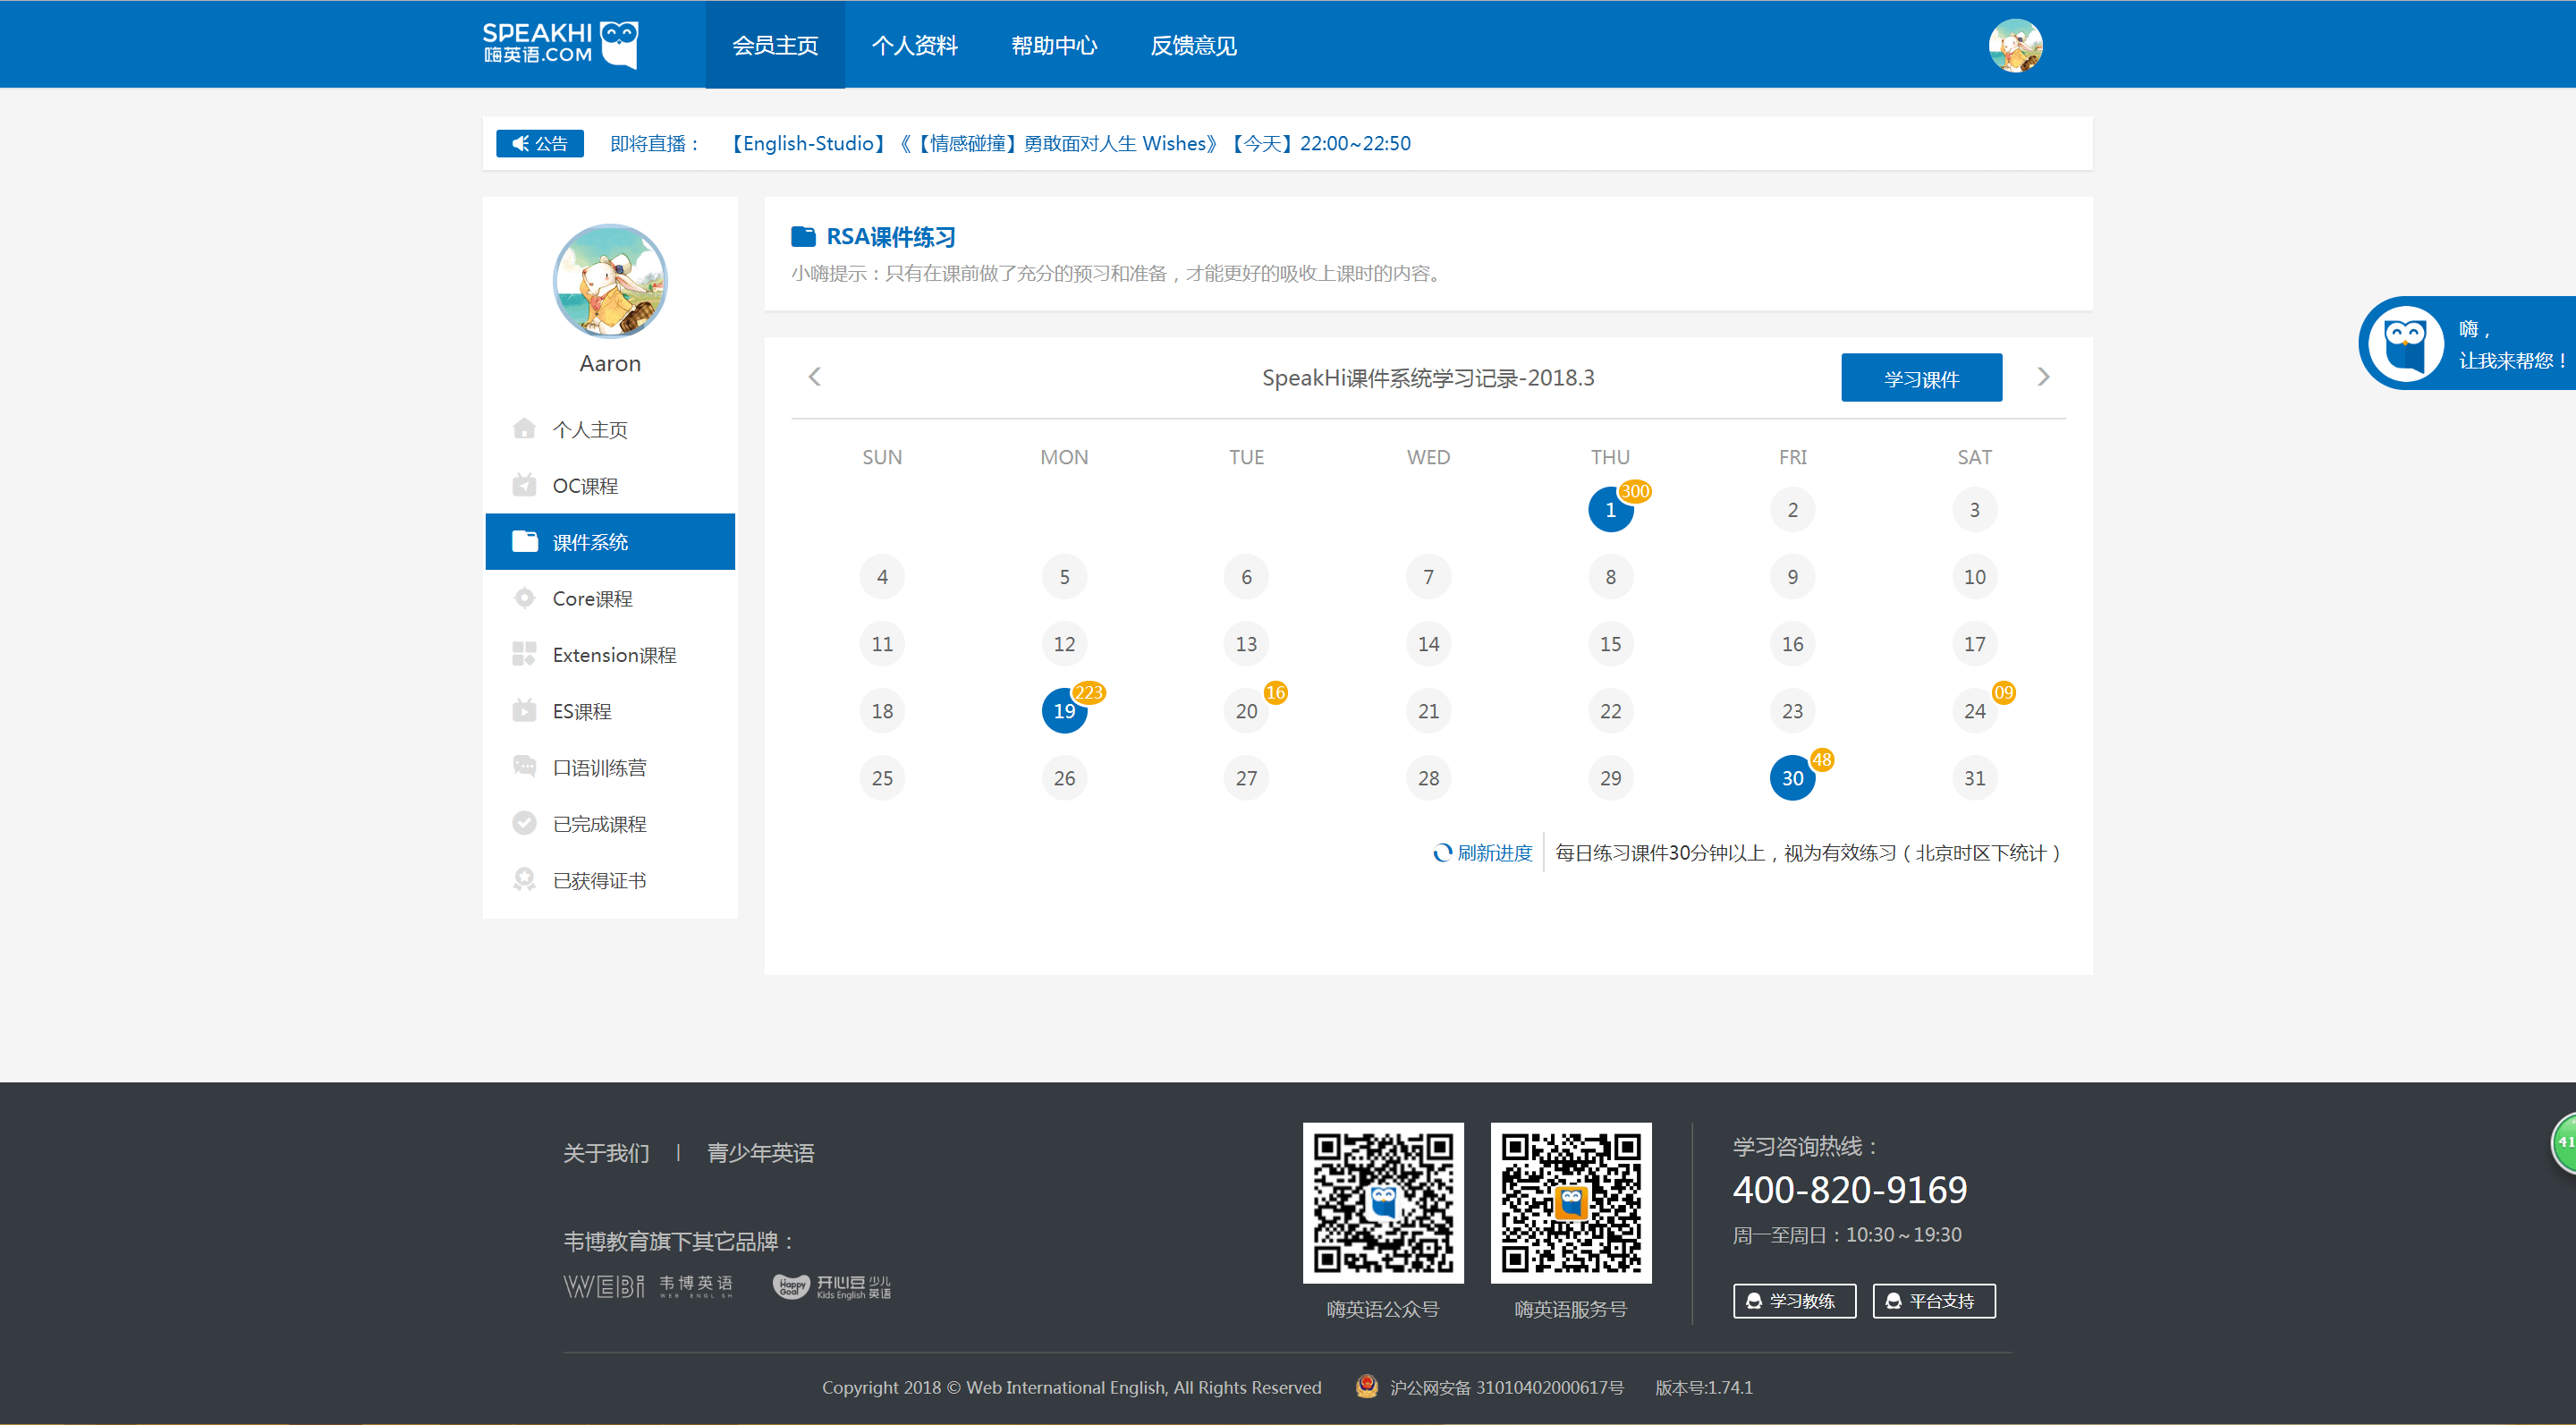 SPEAKHI
嗨英语.COM
会员主页 个人资料 帮助中心 反馈意见
公告 即将直播： 【English-Studio】《【情感碰撞】勇敢面对人生 Wishes》【今天】22:00~22:50
Aaron
个人主页
OC课程
课件系统
Core课程
Extension课程
ES课程
口语训练营
已完成课程
已获得证书
RSA课件练习
小嗨提示：只有在课前做了充分的预习和准备，才能更好的吸收上课时的内容。
SpeakHi课件系统学习记录-2018.3 学习课件
SUN MON TUE WED THU FRI SAT
1 300 2 3
4 5 6 7 8 9 10
11 12 13 14 15 16 17
18 19 223 20 16 21 22 23 24 09
25 26 27 28 29 30 48 31
刷新进度 每日练习课件30分钟以上，视为有效练习（北京时区下统计）
嗨，
让我来帮您！
41
关于我们 | 青少年英语
韦博教育旗下其它品牌：
WEBi 韦博英语
WEB ENGLISH
Happy Goal 开心豆 少儿英语
Kids English
嗨英语公众号 嗨英语服务号
学习咨询热线：
400-820-9169
周一至周日：10:30～19:30
学习教练 平台支持
Copyright 2018 © Web International English, All Rights Reserved 沪公网安备 31010402000617号 版本号:1.74.1